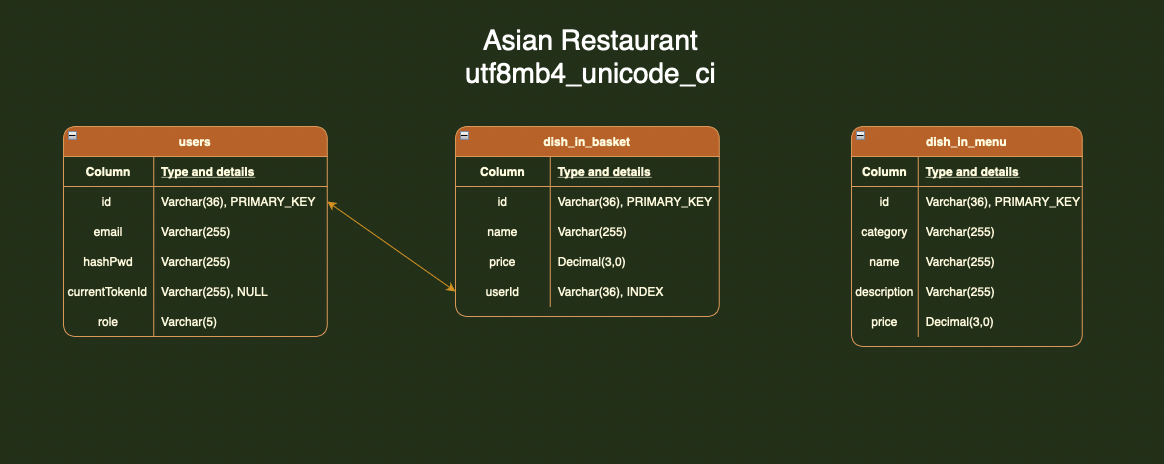 Asian Restaurant
utf8mb4_unicode_ci
users
Column Type and details
id Varchar(36), PRIMARY_KEY
email Varchar(255)
hashPwd Varchar(255)
currentTokenId Varchar(255), NULL
role Varchar(5)
dish_in_basket
Column Type and details
id Varchar(36), PRIMARY_KEY
name Varchar(255)
price Decimal(3,0)
userId Varchar(36), INDEX
dish_in_menu
Column Type and details
id Varchar(36), PRIMARY_KEY
category Varchar(255)
name Varchar(255)
description Varchar(255)
price Decimal(3,0)